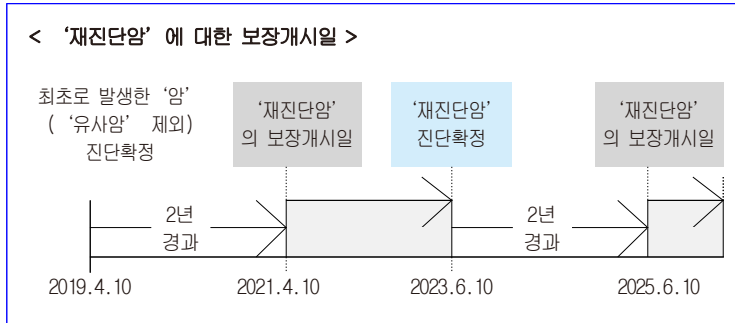 < ‘재진단암’ 에 대한 보장개시일 >
최초로 발생한 ‘암’
( ‘유사암’ 제외)
진단확정
‘재진단암’
의 보장개시일
‘재진단암’
진단확정
‘재진단암’
의 보장개시일
2년
경과
2년
경과
2019.4.10
2021.4.10
2023.6.10
2025.6.10